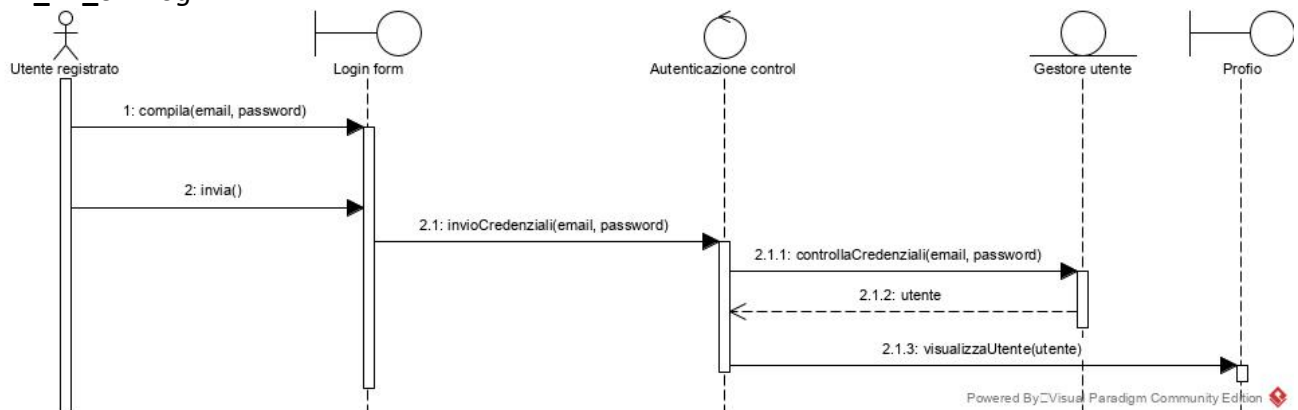 Utente registrato
Login form
Autenticazione control
Gestore utente
Profio
1: compila(email, password)
2: invia()
2.1: invioCredenziali(email, password)
2.1.1: controllaCredenziali(email, password)
2.1.2: utente
2.1.3: visualizzaUtente(utente)
Powered By Visual Paradigm Community Edition